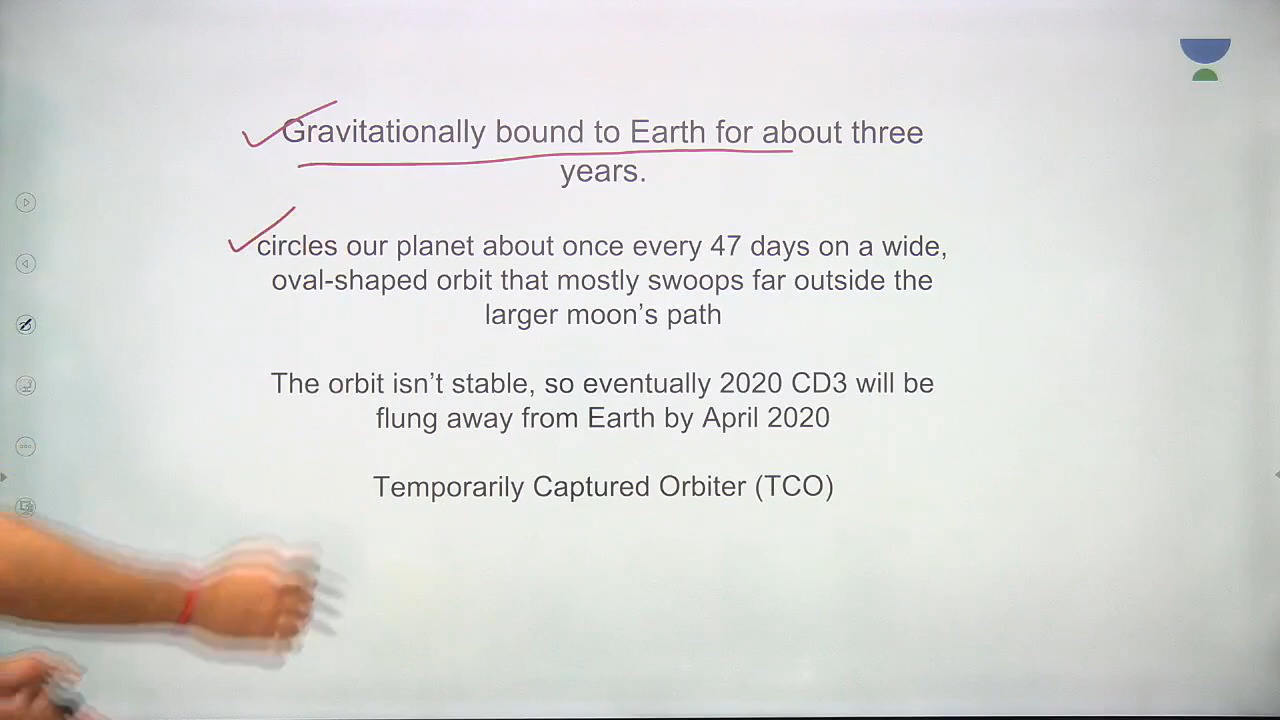 Gravitationally bound to Earth for about three
years.
circles our planet about once every 47 days on a wide,
oval-shaped orbit that mostly swoops far outside the
larger moon's path
The orbit isn't stable, so eventually 2020 CD3 will be
flung away from Earth by April 2020
Temporarily Captured Orbiter (TCO)